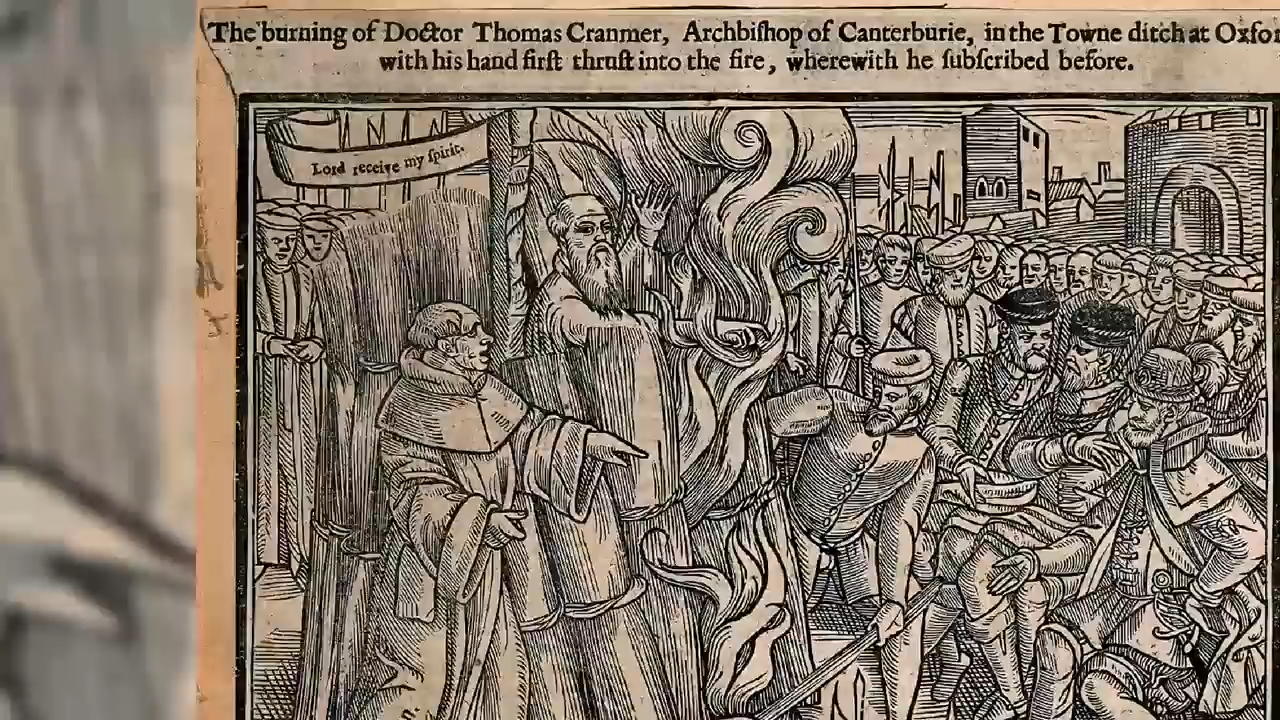 The burning of Doctor Thomas Cranmer, Archbiſhop of Canterburie, in the Towne ditch at Oxfor
with his hand firſt thruſt into the fire, wherewith he ſubſcribed before.
Lord receive my ſpirit.